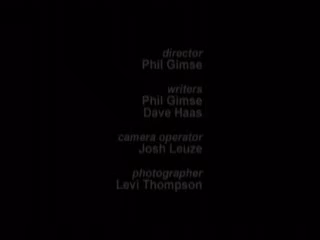 director
Phil Gimse
writers
Phil Gimse
Dave Haas
camera operator
Josh Leuze
photographer
Levi Thompson